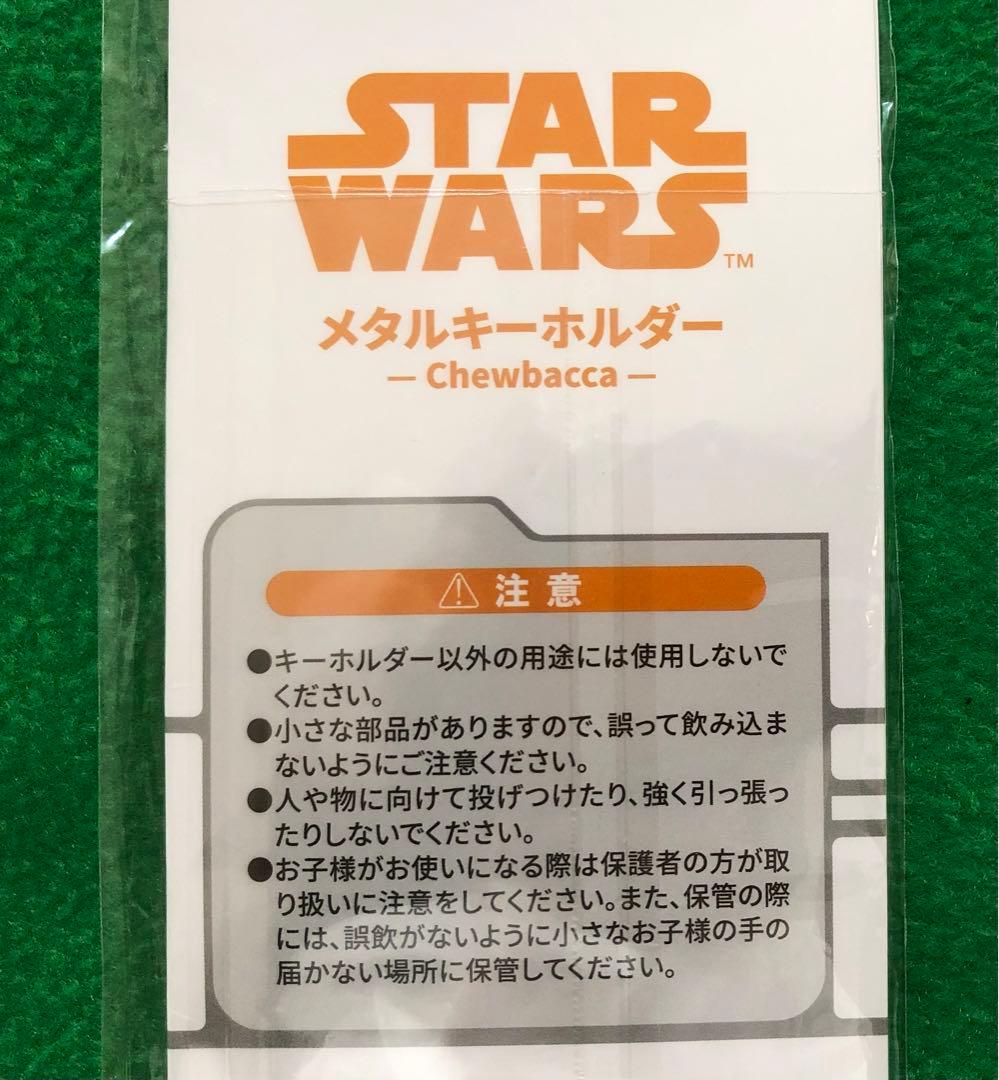 STAR
WARS™
メタルキーホルダー
— Chewbacca —
⚠ 注意
●キーホルダー以外の用途には使用しないで
ください。
●小さな部品がありますので、誤って飲み込ま
ないようにご注意ください。
●人や物に向けて投げつけたり、強く引っ張っ
たりしないでください。
●お子様がお使いになる際は保護者の方が取
り扱いに注意をしてください。また、保管の際
には、誤飲がないように小さなお子様の手の
届かない場所に保管してください。